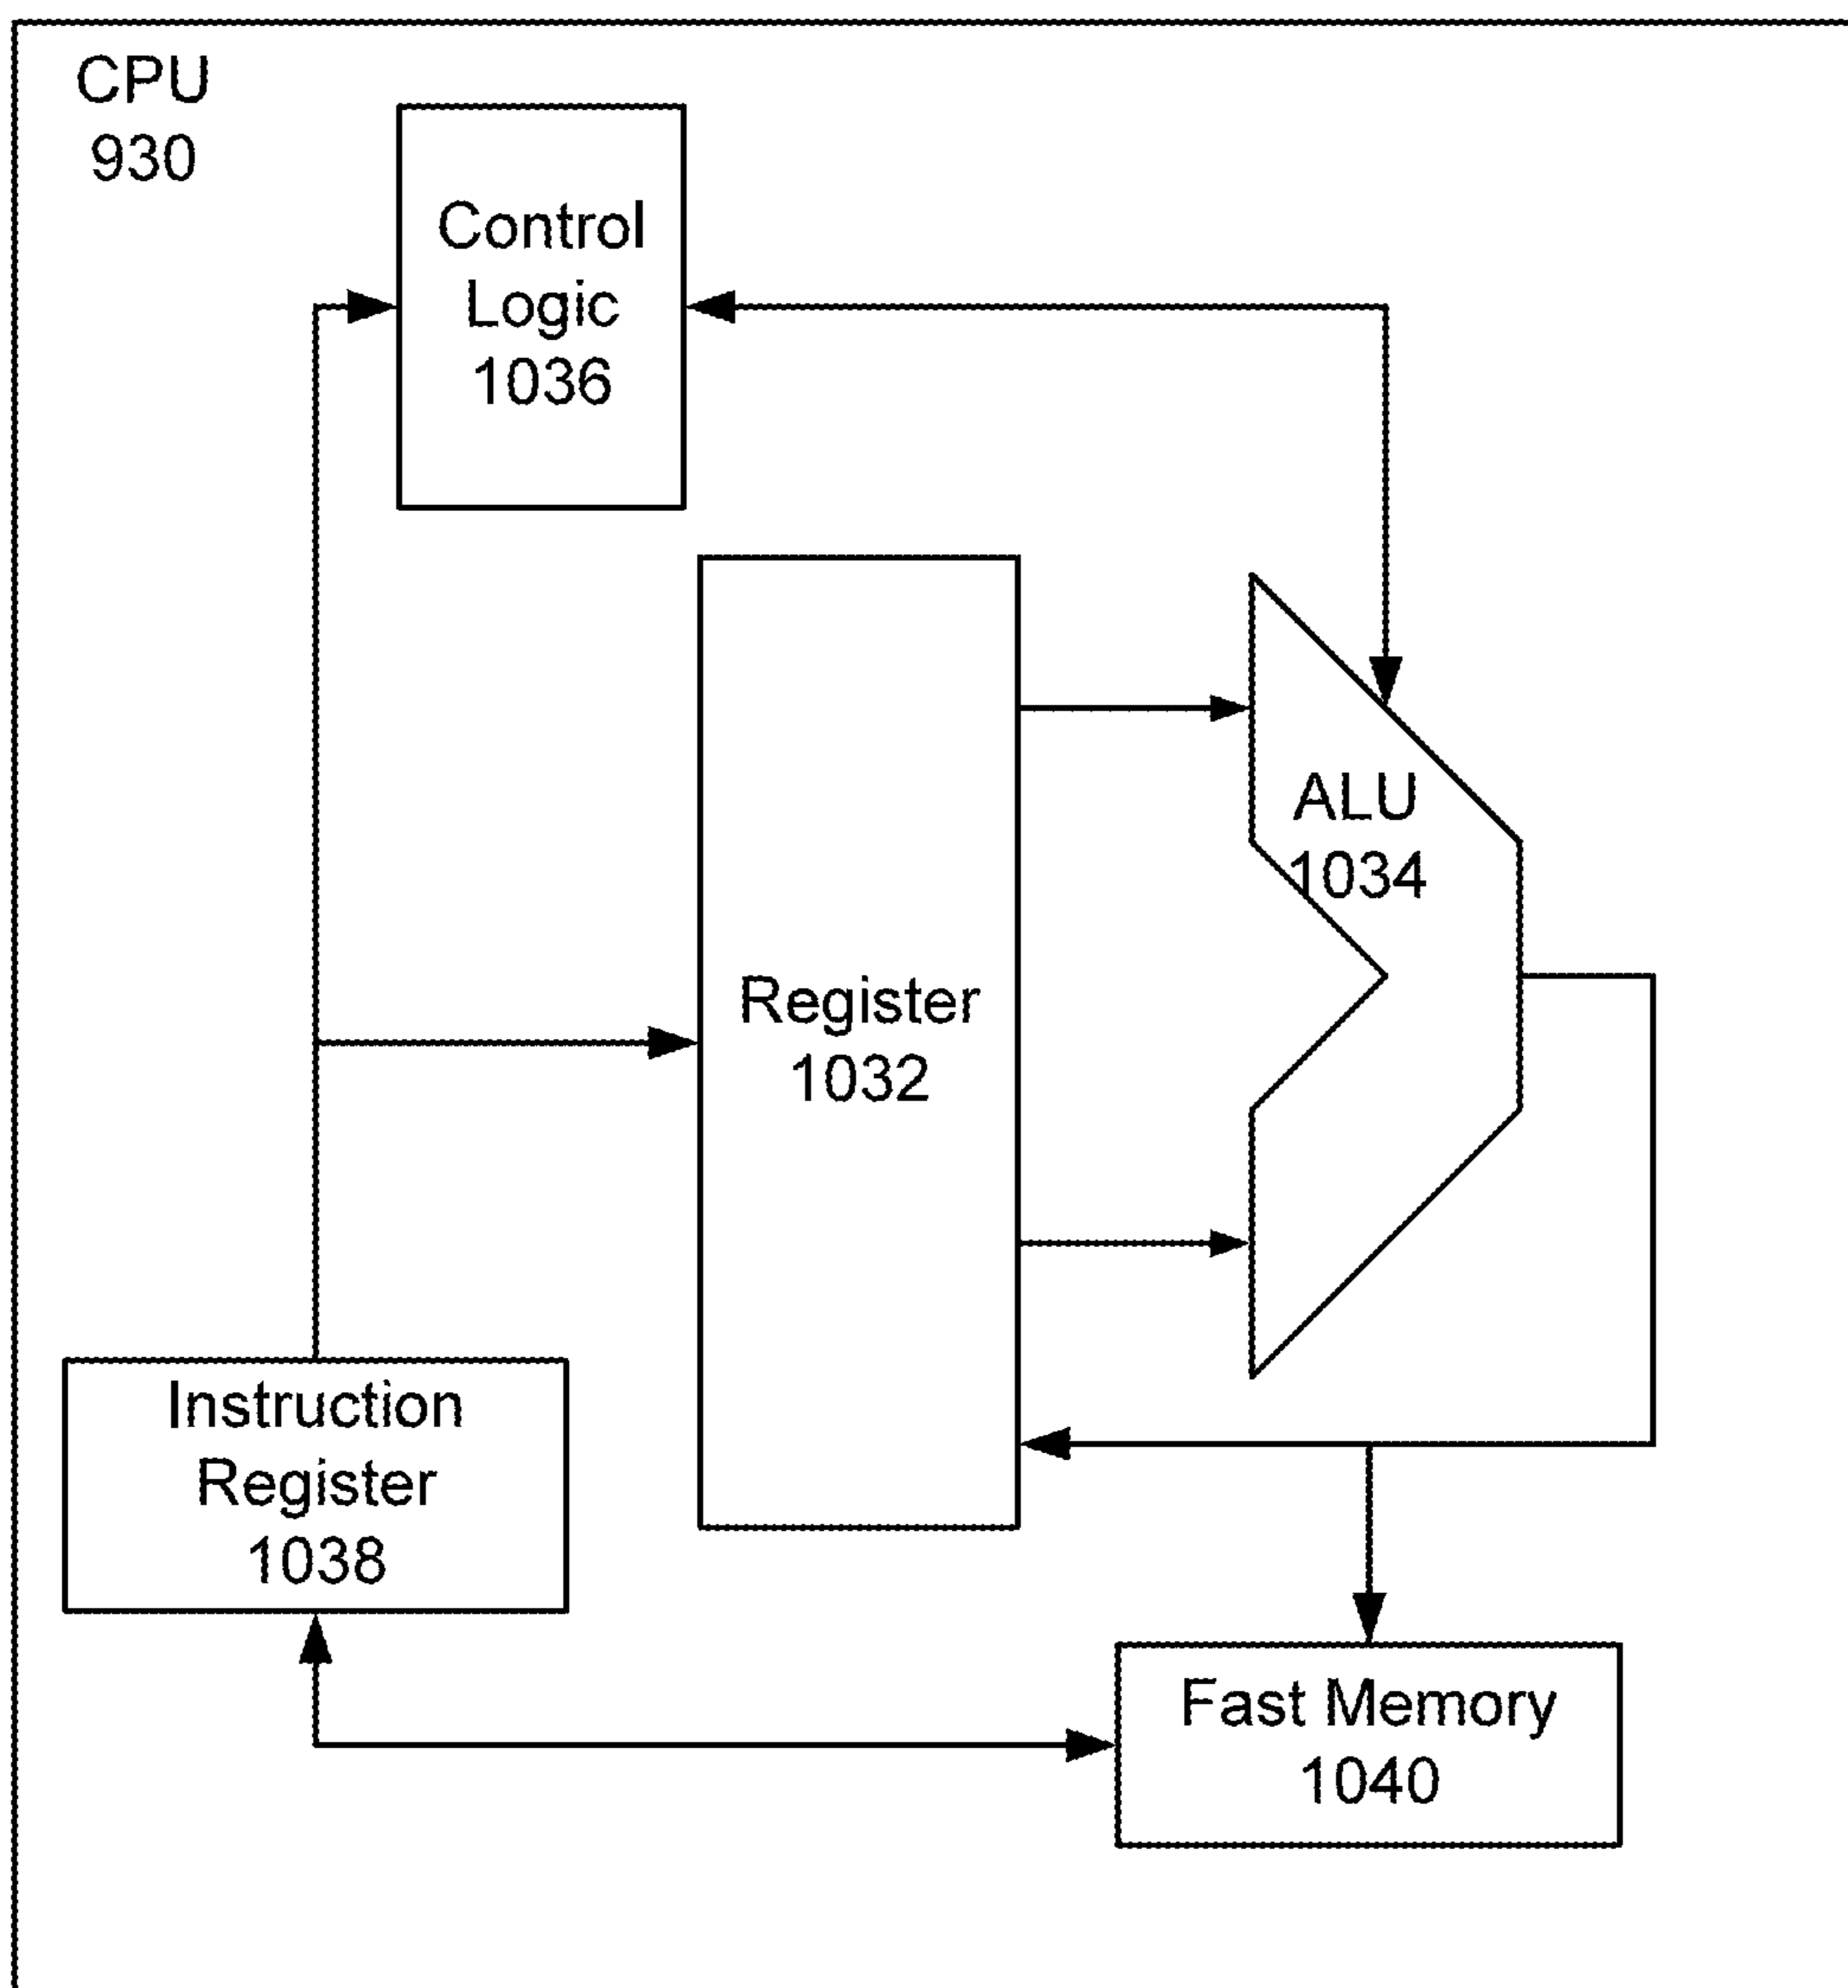 CPU
930
Control
Logic
1036
ALU
1034
Register
1032
Instruction
Register
1038
Fast Memory
1040